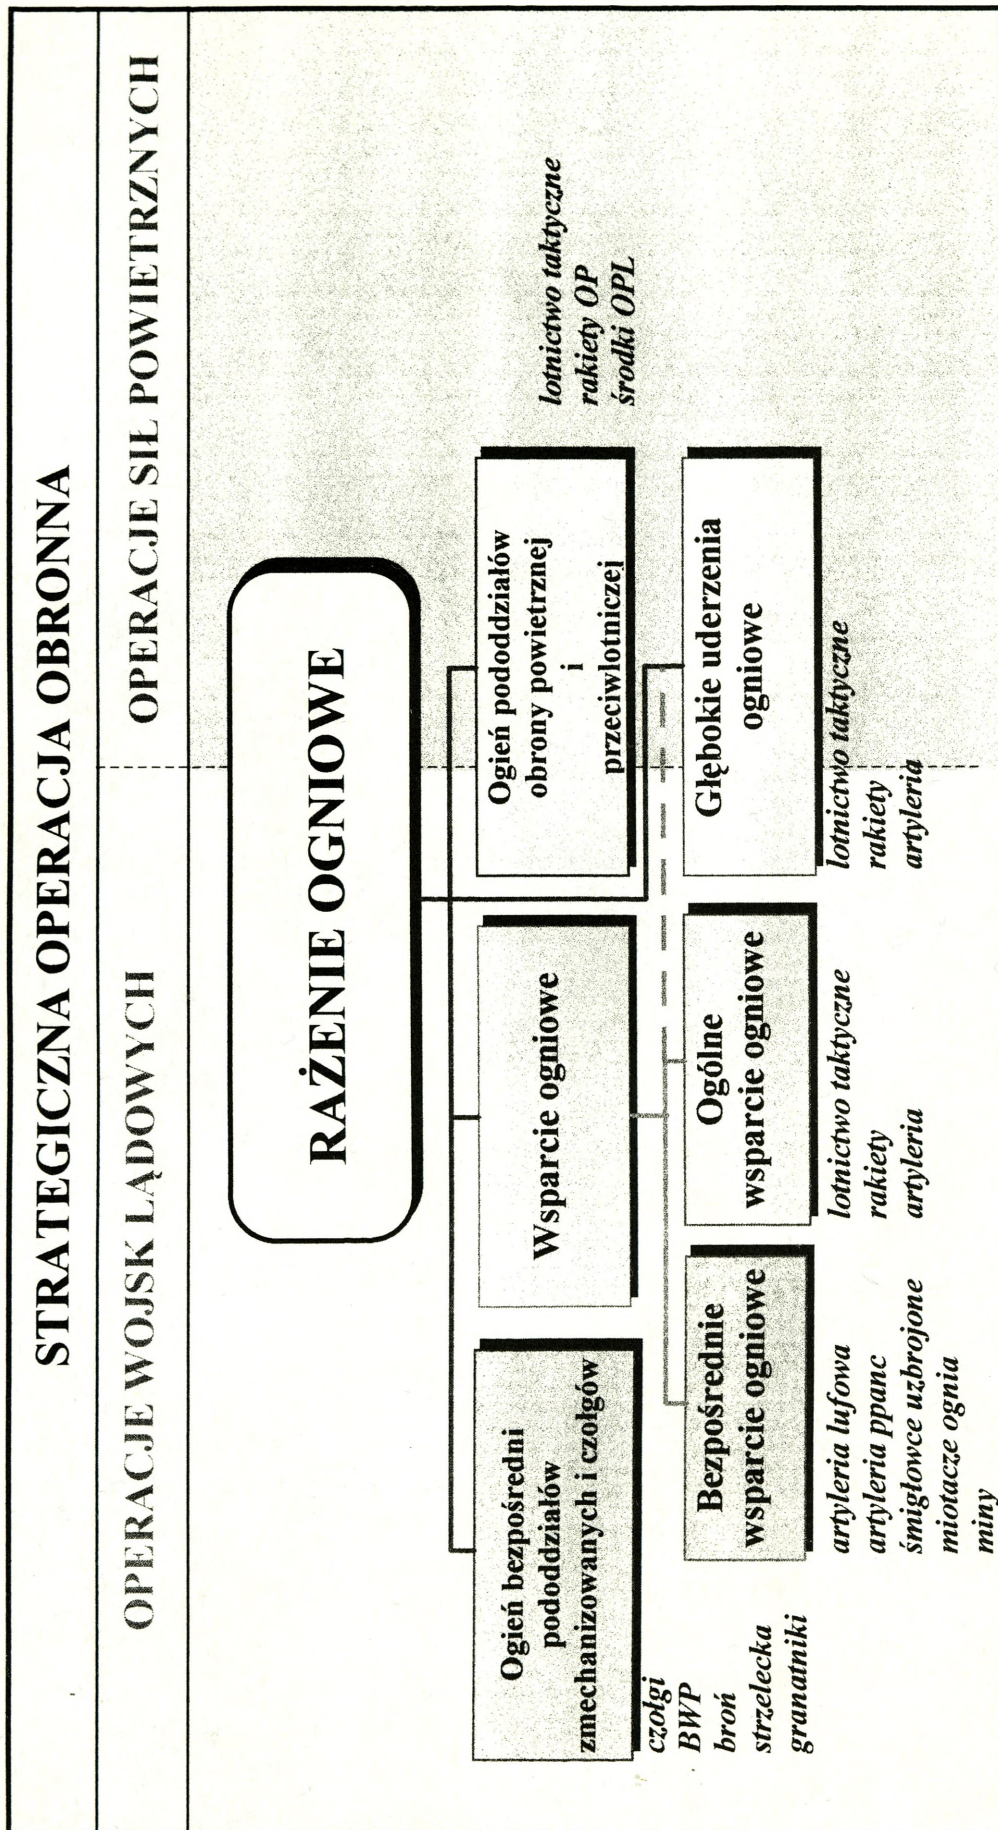 STRATEGICZNA OPERACJA OBRONNA
OPERACJE WOJSK LĄDOWYCH
OPERACJE SIŁ POWIETRZNYCH
RAŻENIE OGNIOWE
Ogień bezpośredni
pododdziałów
zmechanizowanych i czołgów
czołgi
BWP
broń
strzelecka
granatniki
Wsparcie ogniowe
Ogień pododdziałów
obrony powietrznej
i
przeciwlotniczej
lotnictwo taktyczne
rakiety OP
środki OPL
Bezpośrednie
wsparcie ogniowe
artyleria lufowa
artyleria ppanc
śmigłowce uzbrojone
miotacze ognia
miny
Ogólne
wsparcie ogniowe
lotnictwo taktyczne
rakiety
artyleria
Głębokie uderzenia
ogniowe
lotnictwo taktyczne
rakiety
artyleria